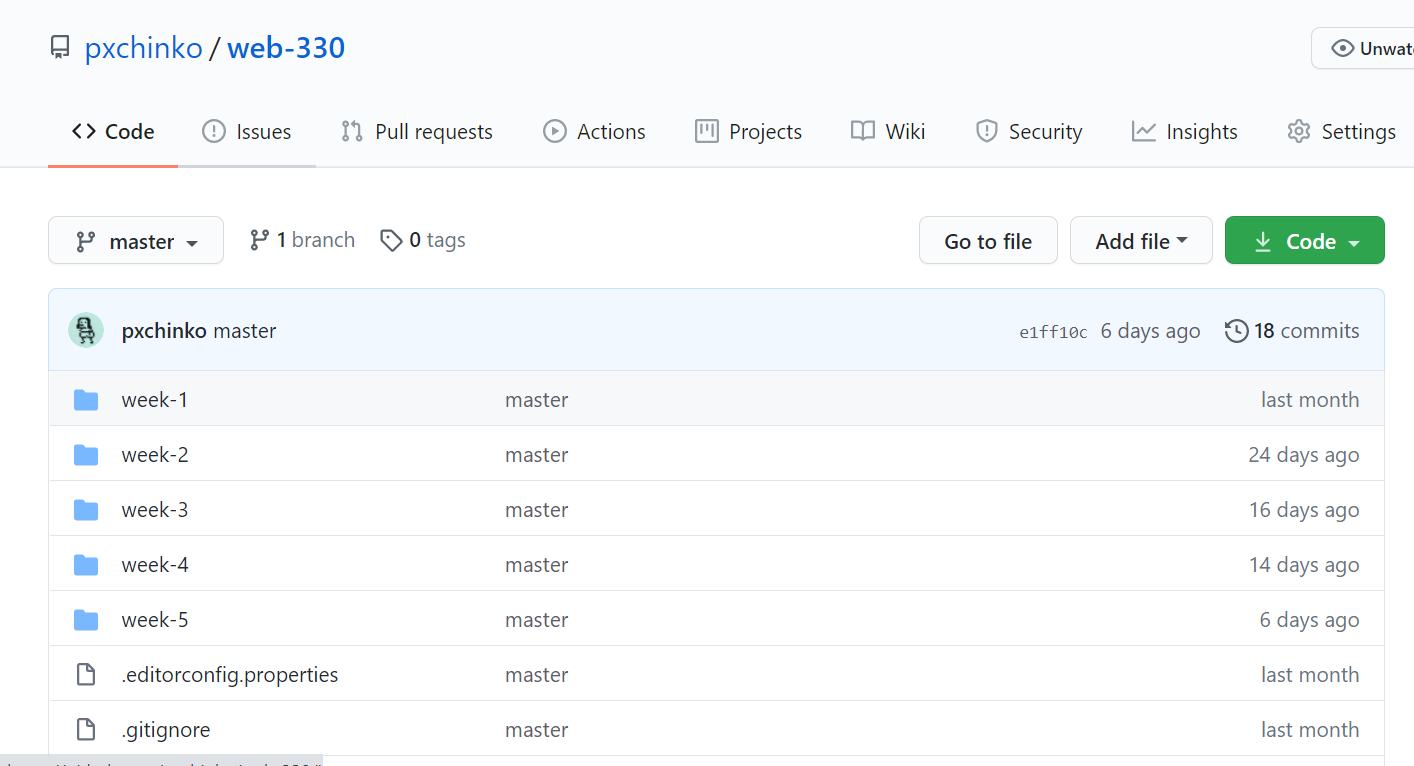 pxchinko / web-330
Code Issues Pull requests Actions Projects Wiki Security Insights Settings
master 1 branch 0 tags Go to file Add file Code
pxchinko master e1ff10c 6 days ago 18 commits
week-1 master last month
week-2 master 24 days ago
week-3 master 16 days ago
week-4 master 14 days ago
week-5 master 6 days ago
.editorconfig.properties master last month
.gitignore master last month